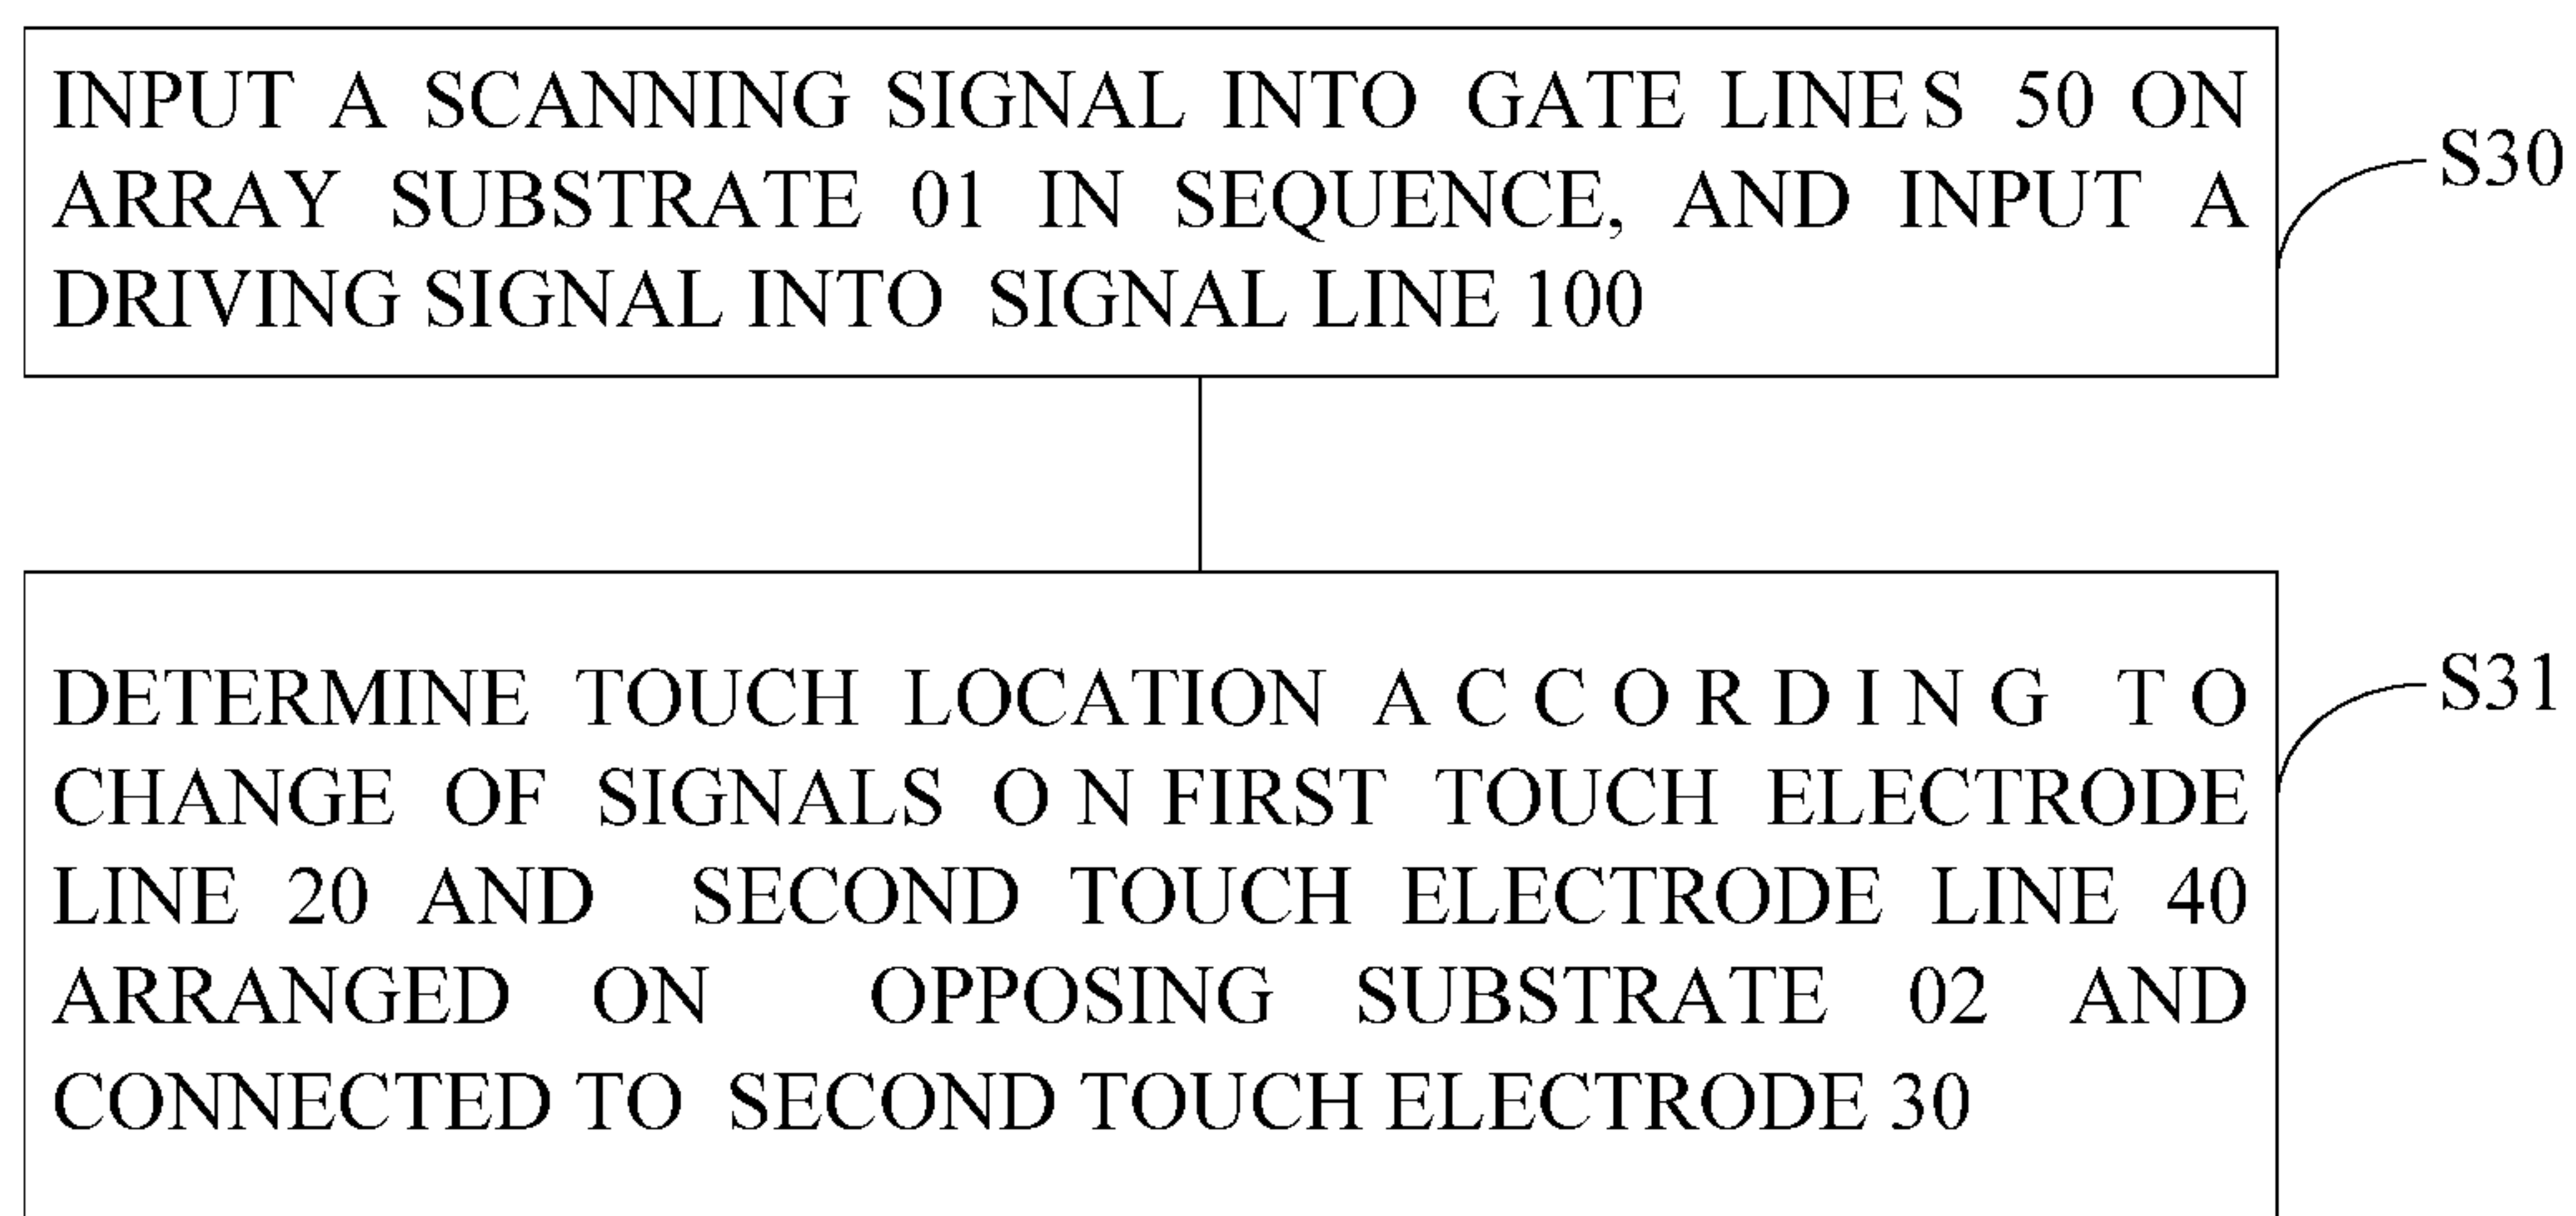 INPUT A SCANNING SIGNAL INTO GATE LINES 50 ON
ARRAY SUBSTRATE 01 IN SEQUENCE, AND INPUT A
DRIVING SIGNAL INTO SIGNAL LINE 100
S30
DETERMINE TOUCH LOCATION ACCORDING TO
CHANGE OF SIGNALS ON FIRST TOUCH ELECTRODE
LINE 20 AND SECOND TOUCH ELECTRODE LINE 40
ARRANGED ON OPPOSING SUBSTRATE 02 AND
CONNECTED TO SECOND TOUCH ELECTRODE 30
S31